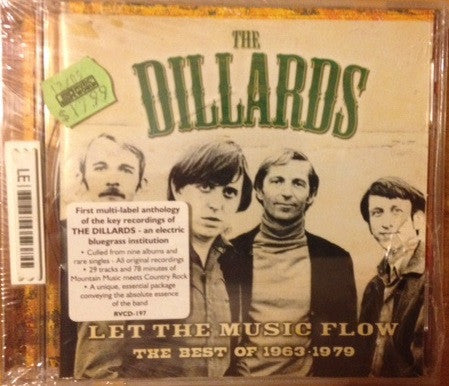 THE
DILLARDS
$17.99
LE
First multi-label anthology
of the key recordings of
THE DILLARDS - an electric
bluegrass institution
• Culled from nine albums and
rare singles - All original recordings
• 29 tracks and 78 minutes of
Mountain Music meets Country Rock
• A unique, essential package
conveying the absolute essence
of the band
RVCD-197
LET THE MUSIC FLOW
THE BEST OF 1963-1979